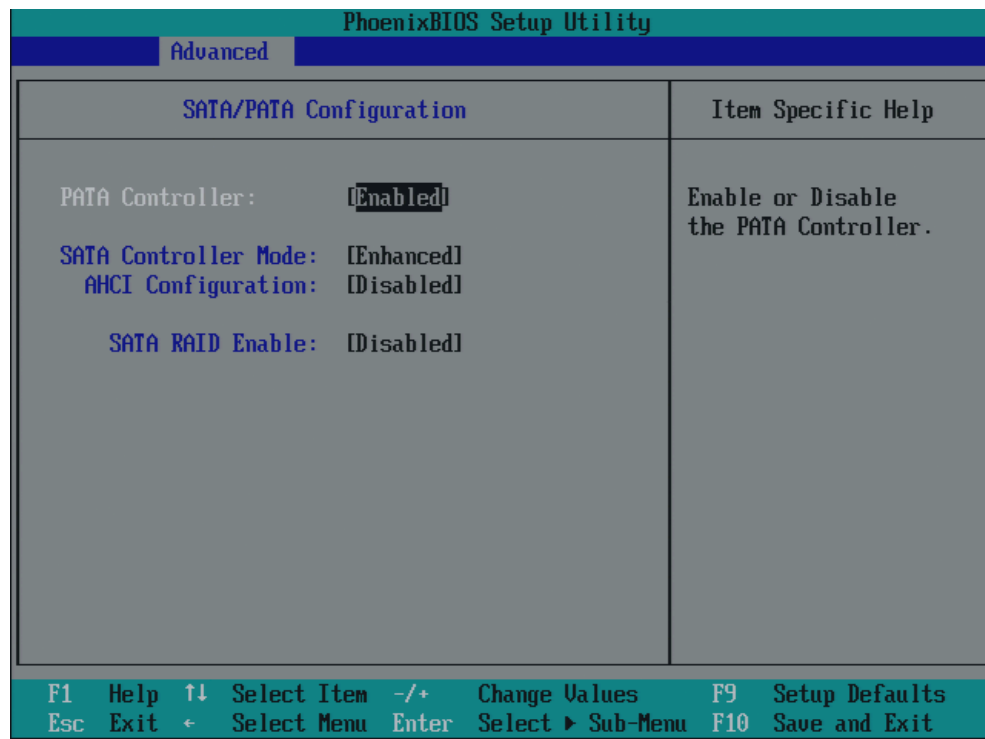 PhoenixBIOS Setup Utility
Advanced
SATA/PATA Configuration
Item Specific Help
PATA Controller: [Enabled]
SATA Controller Mode: [Enhanced]
AHCI Configuration: [Disabled]
SATA RAID Enable: [Disabled]
Enable or Disable
the PATA Controller.
F1 Help ↑↓ Select Item -/+ Change Values F9 Setup Defaults
Esc Exit ← Select Menu Enter Select ▶ Sub-Menu F10 Save and Exit